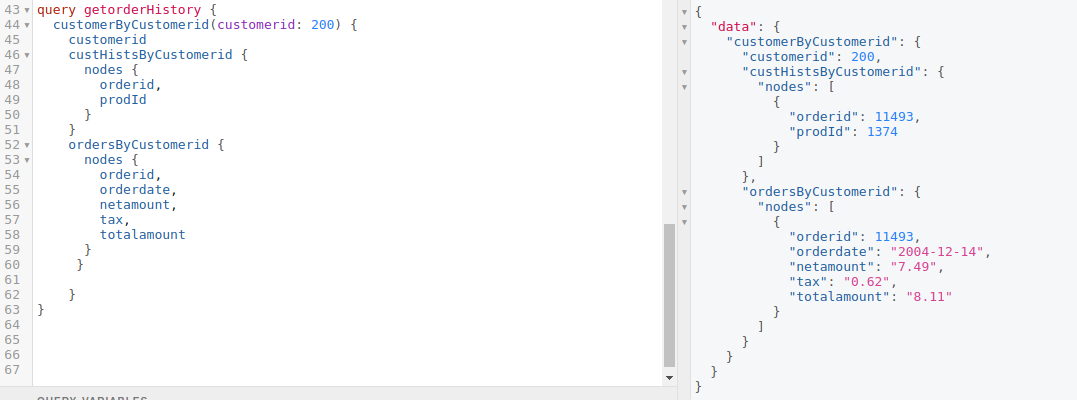 43 query getorderHistory {
44 customerByCustomerid(customerid: 200) {
45 customerid
46 custHistsByCustomerid {
47 nodes {
48 orderid,
49 prodId
50 }
51 }
52 ordersByCustomerid {
53 nodes {
54 orderid,
55 orderdate,
56 netamount,
57 tax,
58 totalamount
59 }
60 }
61
62 }
63 }
64
65
66
67
QUERY VARIABLES
{
"data": {
"customerByCustomerid": {
"customerid": 200,
"custHistsByCustomerid": {
"nodes": [
{
"orderid": 11493,
"prodId": 1374
}
]
},
"ordersByCustomerid": {
"nodes": [
{
"orderid": 11493,
"orderdate": "2004-12-14",
"netamount": "7.49",
"tax": "0.62",
"totalamount": "8.11"
}
]
}
}
}
}